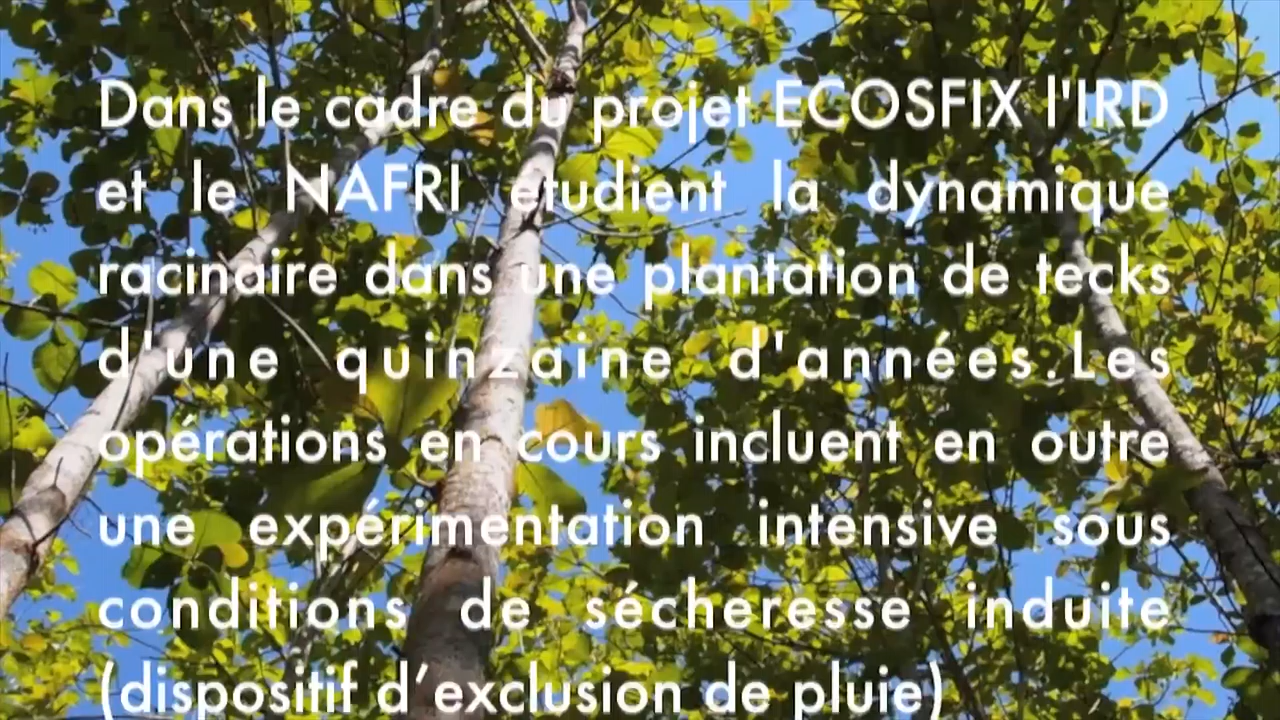 Dans le cadre du projet ECOSFIX l'IRD
et le NAFRI étudient la dynamique
racinaire dans une plantation de tecks
d'une quinzaine d'années.Les
opérations en cours incluent en outre
une expérimentation intensive sous
conditions de sécheresse induite
(dispositif d’exclusion de pluie)